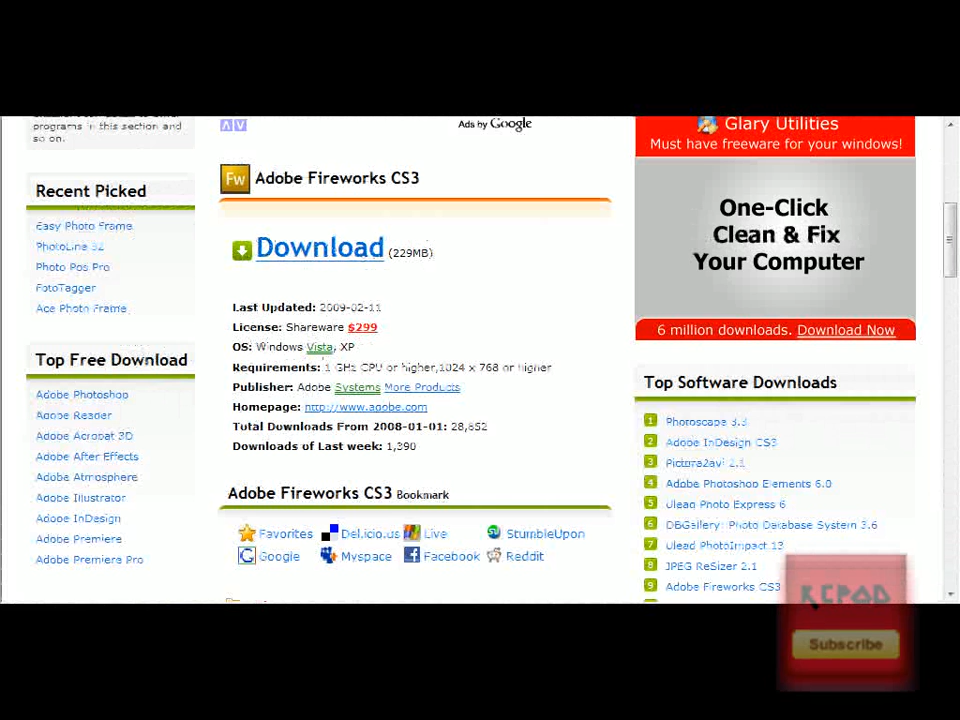 programs in this section and
so on.
Recent Picked
Easy Photo Frame
PhotoLine 32
Photo Pos Pro
FotoTagger
Ace Photo Frame
Top Free Download
Adobe Photoshop
Adobe Reader
Adobe Acrobat 3D
Adobe After Effects
Adobe Atmosphere
Adobe Illustrator
Adobe InDesign
Adobe Premiere
Adobe Premiere Pro
Ads by Google
Fw Adobe Fireworks CS3
Download (229MB)
Last Updated: 2009-02-11
License: Shareware $299
OS: Windows Vista, XP
Requirements: 1 GHz CPU or higher,1024 x 768 or higher
Publisher: Adobe Systems More Products
Homepage: http://www.adobe.com
Total Downloads From 2008-01-01: 28,852
Downloads of Last week: 1,390
Adobe Fireworks CS3 Bookmark
Favorites Del.icio.us Live StumbleUpon
Google Myspace Facebook Reddit
Glary Utilities
Must have freeware for your windows!
One-Click
Clean & Fix
Your Computer
6 million downloads. Download Now
Top Software Downloads
1 Photoscape 3.3
2 Adobe InDesign CS3
3 Picture2avi 2.1
4 Adobe Photoshop Elements 6.0
5 Ulead Photo Express 6
6 DBGallery: Photo Database System 3.6
7 Ulead PhotoImpact 13
8 JPEG ReSizer 2.1
9 Adobe Fireworks CS3
Subscribe